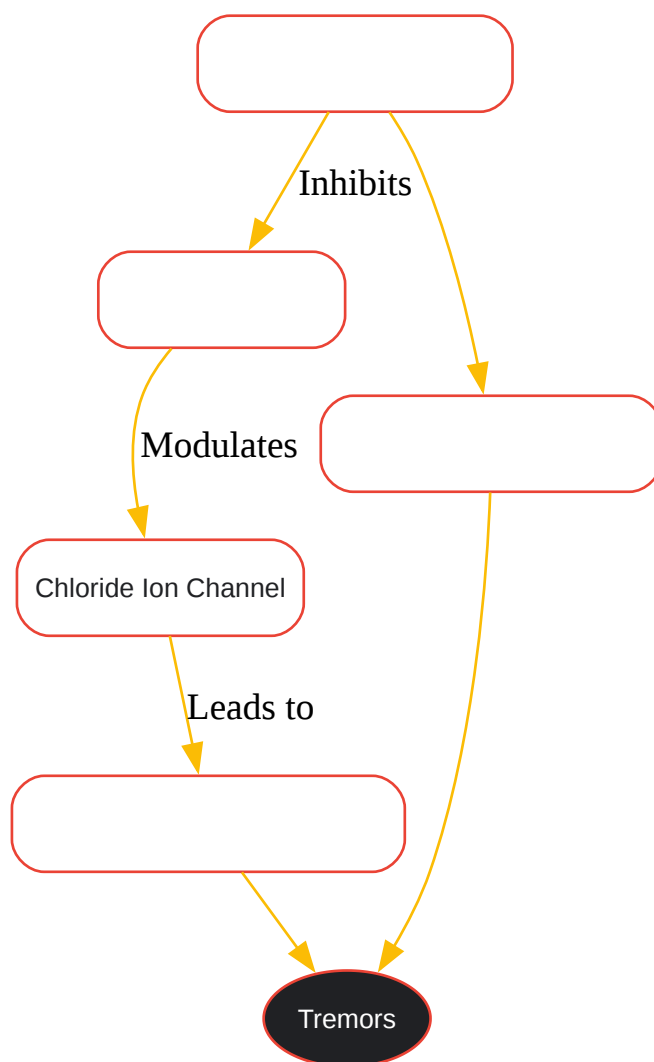 Inhibits
Modulates
Chloride Ion Channel
Leads to
Tremors